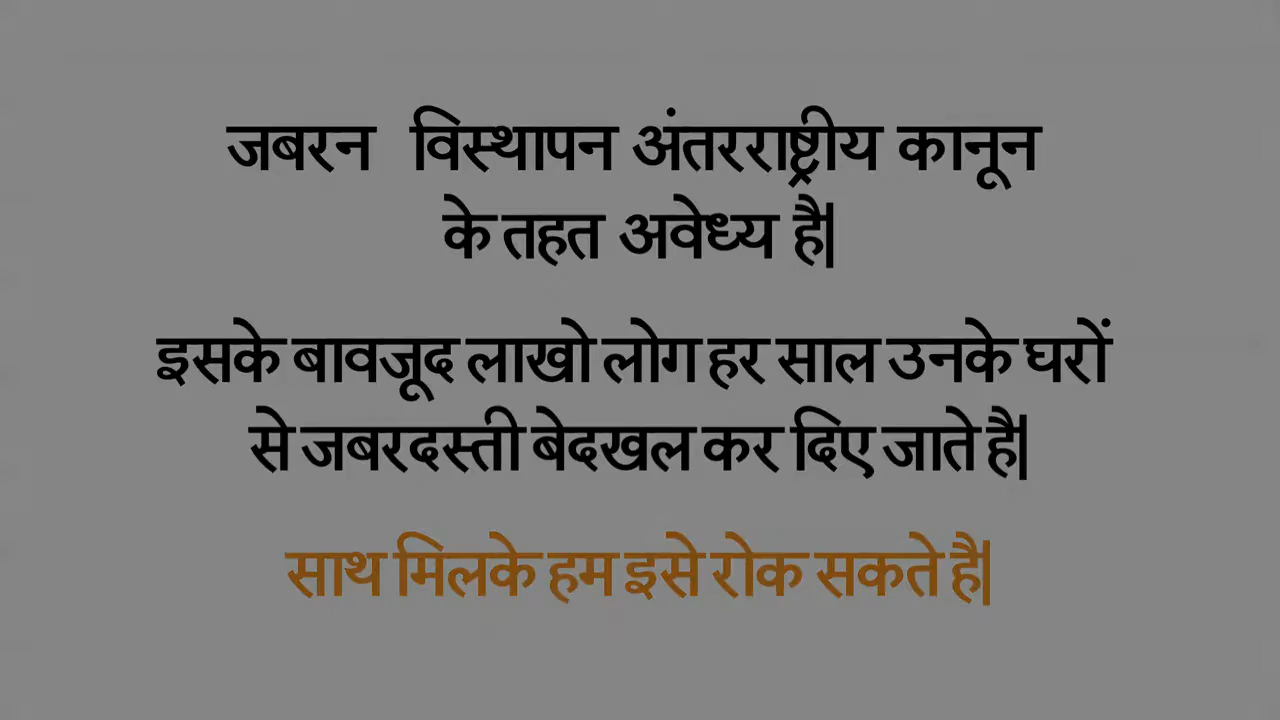 जबरन विस्थापन अंतरराष्ट्रीय कानून
के तहत अवेध्य है|
इसके बावजूद लाखो लोग हर साल उनके घरों
से जबरदस्ती बेदखल कर दिए जाते है|
साथ मिलके हम इसे रोक सकते है|